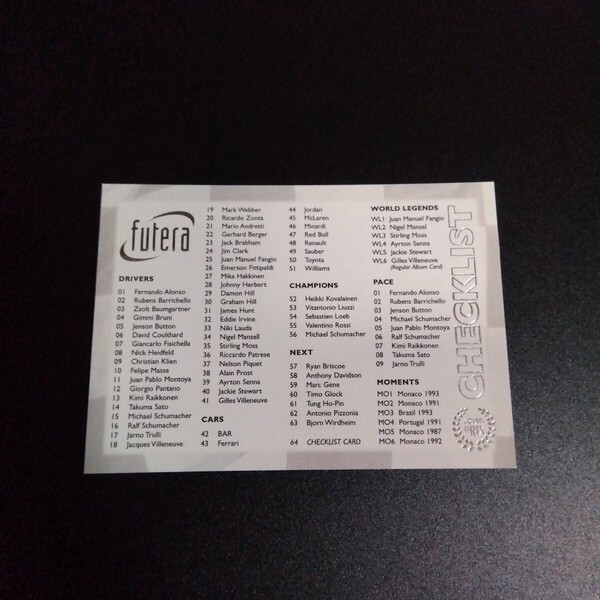 futera
DRIVERS
01 Fernando Alonso
02 Rubens Barrichello
03 Zsolt Baumgartner
04 Gimmi Bruni
05 Jenson Button
06 David Coulthard
07 Giancarlo Fisichella
08 Nick Heidfeld
09 Christian Klien
10 Felipe Massa
11 Juan Pablo Montoya
12 Giorgio Pantano
13 Kimi Raikkonen
14 Takuma Sato
15 Michael Schumacher
16 Ralf Schumacher
17 Jarno Trulli
18 Jacques Villeneuve
19 Mark Webber
20 Ricardo Zonta
21 Mario Andretti
22 Gerhard Berger
23 Jack Brabham
24 Jim Clark
25 Juan Manuel Fangio
26 Emerson Fittipaldi
27 Mika Hakkinen
28 Johnny Herbert
29 Damon Hill
30 Graham Hill
31 James Hunt
32 Eddie Irvine
33 Niki Lauda
34 Nigel Mansell
35 Stirling Moss
36 Riccardo Patrese
37 Nelson Piquet
38 Alain Prost
39 Ayrton Senna
40 Jackie Stewart
41 Gilles Villeneuve
CARS
42 BAR
43 Ferrari
44 Jordan
45 McLaren
46 Minardi
47 Red Bull
48 Renault
49 Sauber
50 Toyota
51 Williams
CHAMPIONS
52 Heikki Kovalainen
53 Vitantonio Liuzzi
54 Sebastien Loeb
55 Valentino Rossi
56 Michael Schumacher
NEXT
57 Ryan Briscoe
58 Anthony Davidson
59 Marc Gene
60 Timo Glock
61 Tung Ho-Pin
62 Antonio Pizzonia
63 Bjorn Wirdheim
64 CHECKLIST CARD
WORLD LEGENDS
WL1 Juan Manuel Fangio
WL2 Nigel Mansel
WL3 Stirling Moss
WL4 Ayrton Senna
WL5 Jackie Stewart
WL6 Gilles Villeneuve
(Regular Album Card)
PACE
01 Fernando Alonso
02 Rubens Barrichello
03 Jenson Button
04 Michael Schumacher
05 Juan Pablo Montoya
06 Ralf Schumacher
07 Kimi Raikkonen
08 Takuma Sato
09 Jarno Trulli
MOMENTS
MO1 Monaco 1993
MO2 Monaco 1991
MO3 Brazil 1993
MO4 Portugal 1991
MO5 Monaco 1987
MO6 Monaco 1992
CHECKLIST
PRIX